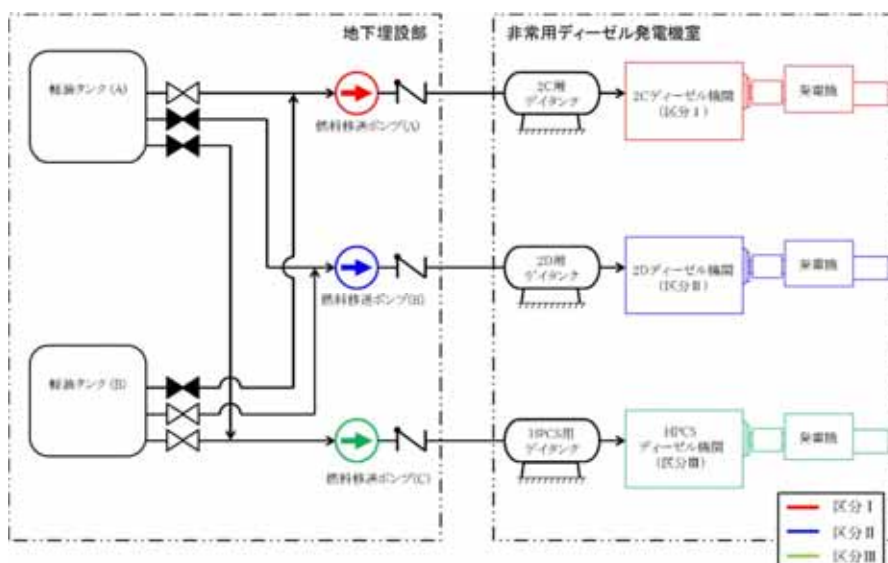 地下埋設部
非常用ディーゼル発電機室
軽油タンク(A)
燃料移送ポンプ(A)
2C用
デイタンク
2Cディーゼル機関
(区分Ⅰ)
発電機
燃料移送ポンプ(B)
2D用
デイタンク
2Dディーゼル機関
(区分Ⅱ)
発電機
軽油タンク(B)
燃料移送ポンプ(C)
HPCS用
デイタンク
HPCS
ディーゼル機関
(区分Ⅲ)
発電機
区分Ⅰ
区分Ⅱ
区分Ⅲ